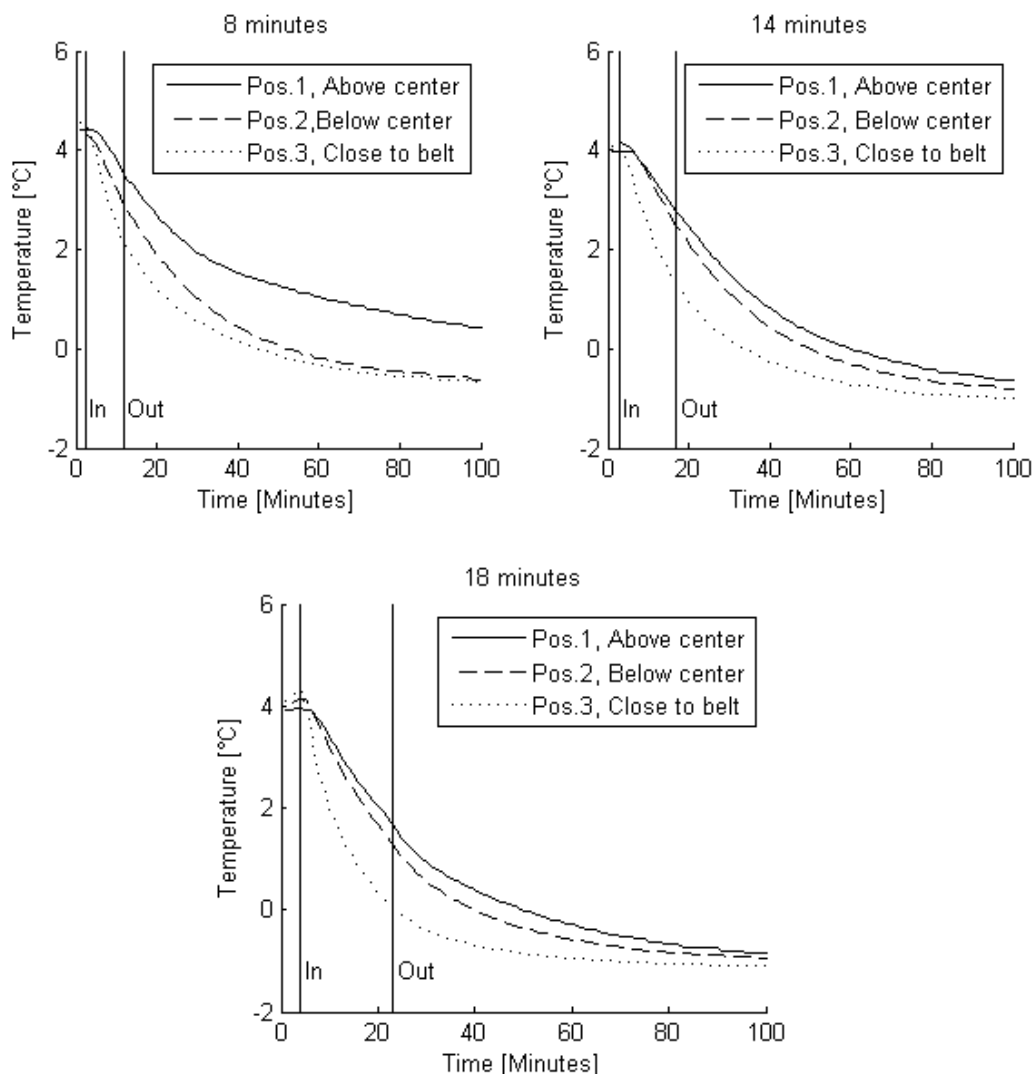 8 minutes
6
4
2
0
-2
Temperature [°C]
Pos.1, Above center
Pos.2,Below center
Pos.3, Close to belt
In
Out
0
20
40
60
80
100
Time [Minutes]
14 minutes
6
4
2
0
-2
Temperature [°C]
Pos.1, Above center
Pos.2, Below center
Pos.3, Close to belt
In
Out
0
20
40
60
80
100
Time [Minutes]
18 minutes
6
4
2
0
-2
Temperature [°C]
Pos.1, Above center
Pos.2, Below center
Pos.3, Close to belt
In
Out
0
20
40
60
80
100
Time [Minutes]